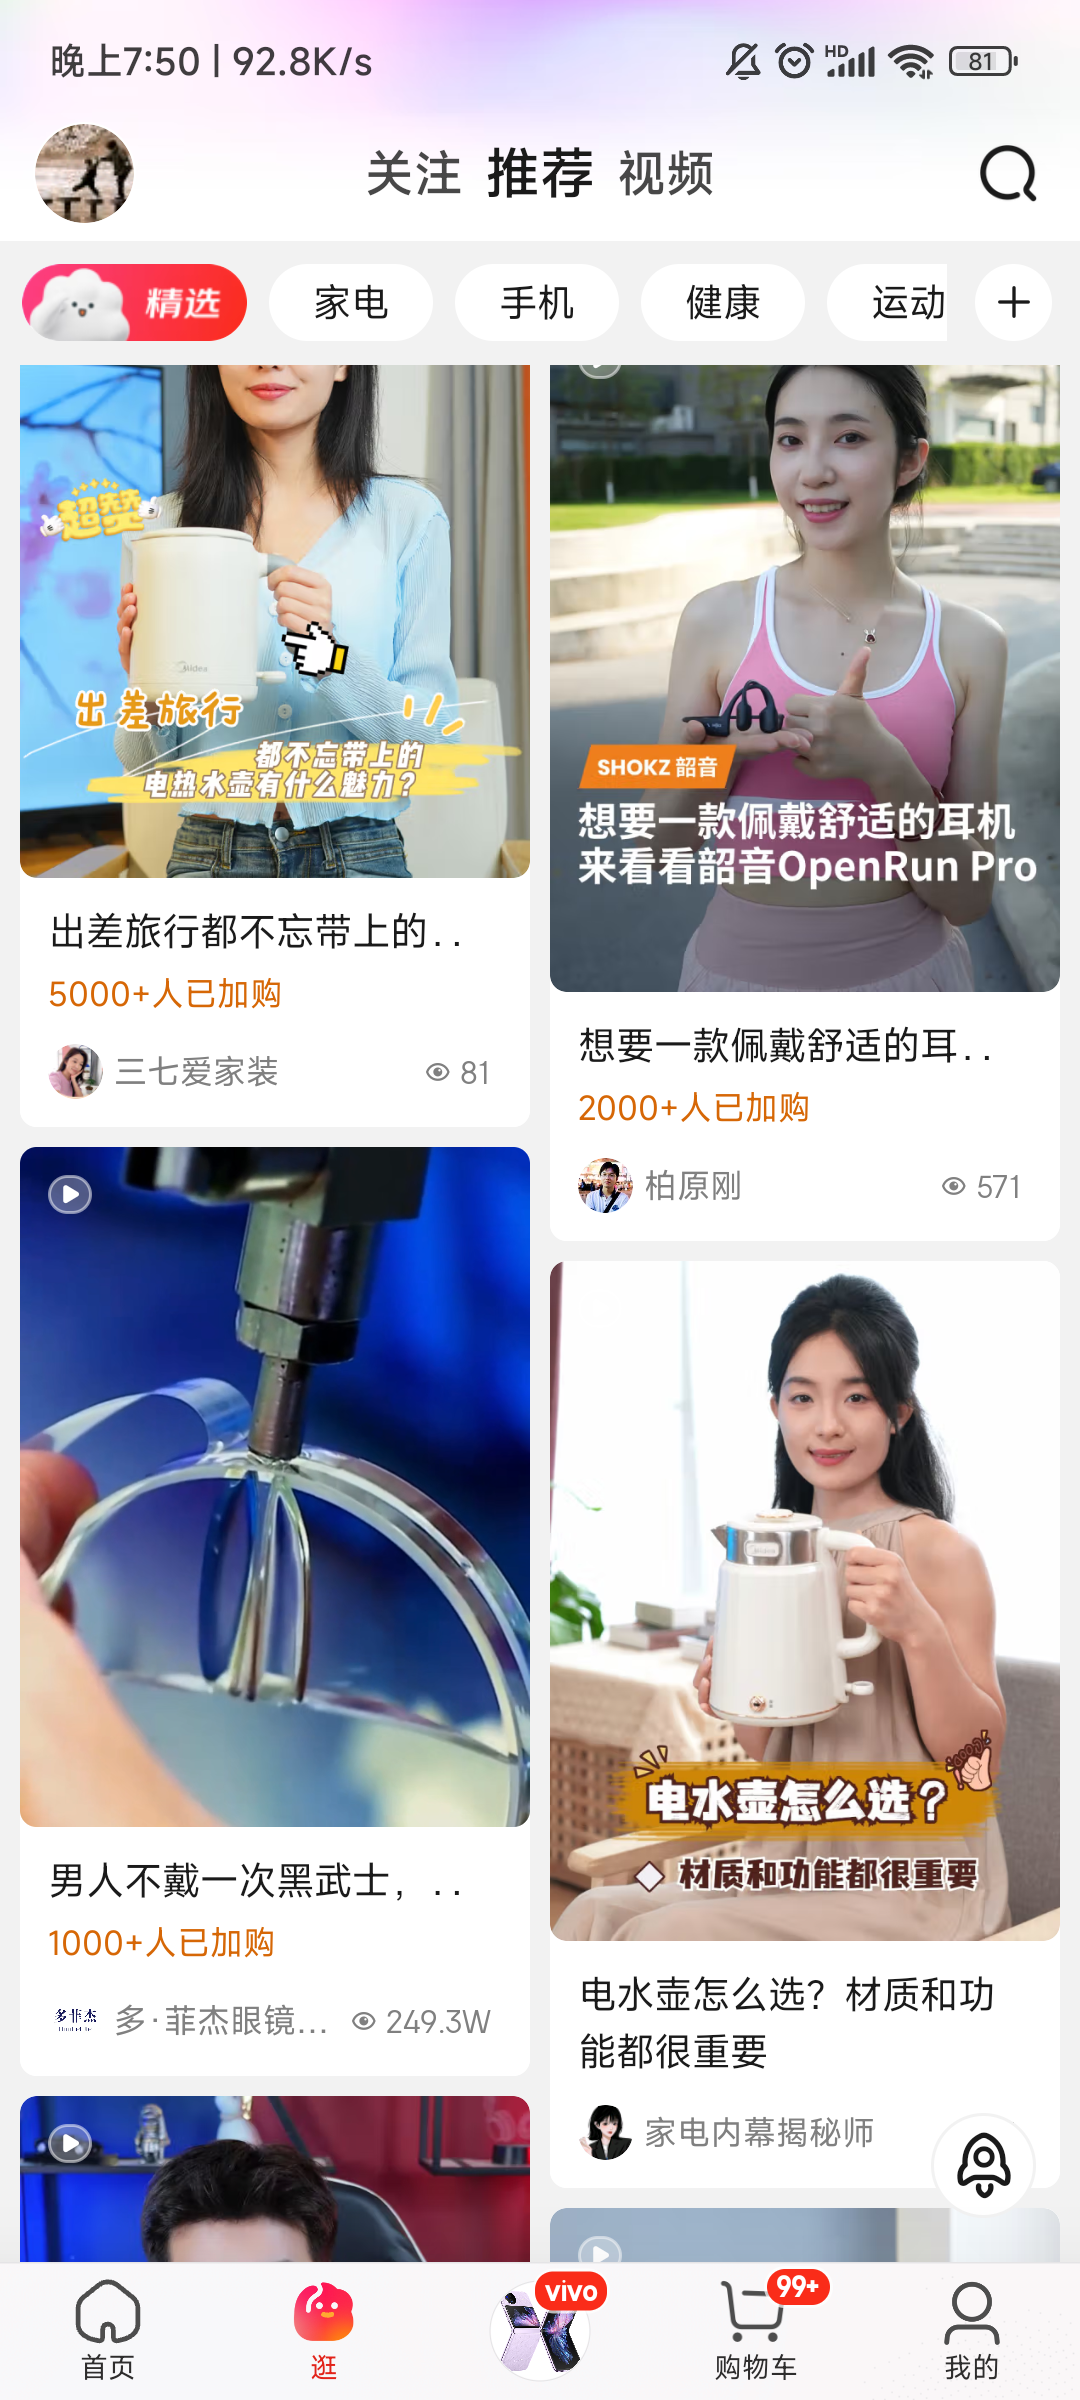 晚上7:50 | 92.8K/s
HD
81
关注 推荐 视频
精选 家电 手机 健康 运动
超赞
Midea
出差旅行
都不忘带上的
电热水壶有什么魅力?
出差旅行都不忘带上的..
5000+人已加购
三七爱家装 81
SHOKZ 韶音
想要一款佩戴舒适的耳机
来看看韶音OpenRun Pro
想要一款佩戴舒适的耳..
2000+人已加购
柏原刚 571
男人不戴一次黑武士，..
1000+人已加购
多菲杰
多·菲杰眼镜... 249.3W
电水壶怎么选?
材质和功能都很重要
电水壶怎么选？材质和功
能都很重要
家电内幕揭秘师
首页
逛
vivo
99+
购物车
我的